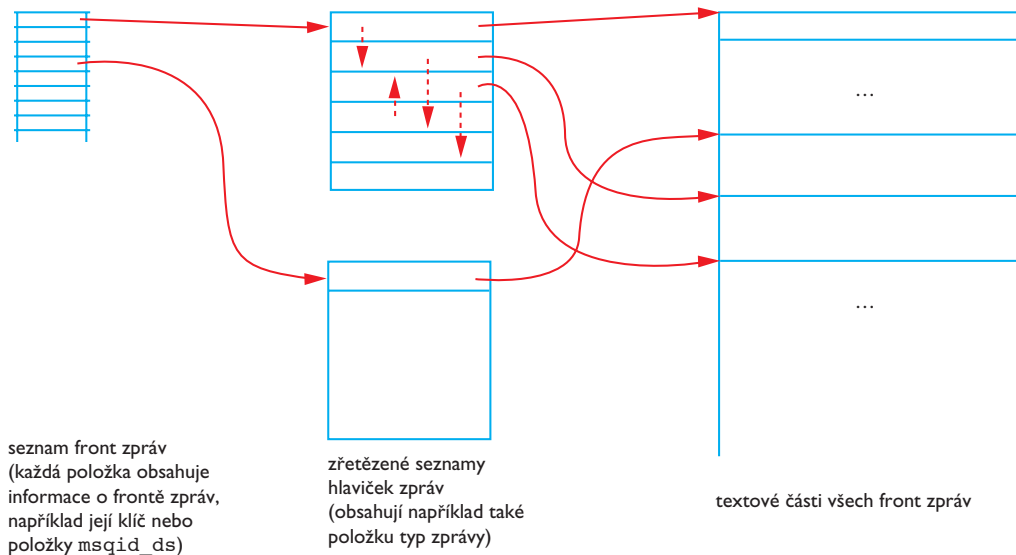 ...
...
seznam front zpráv
(každá položka obsahuje
informace o frontě zpráv,
například její klíč nebo
položky msqid_ds)
zřetězené seznamy
hlaviček zpráv
(obsahují například také
položku typ zprávy)
textové části všech front zpráv